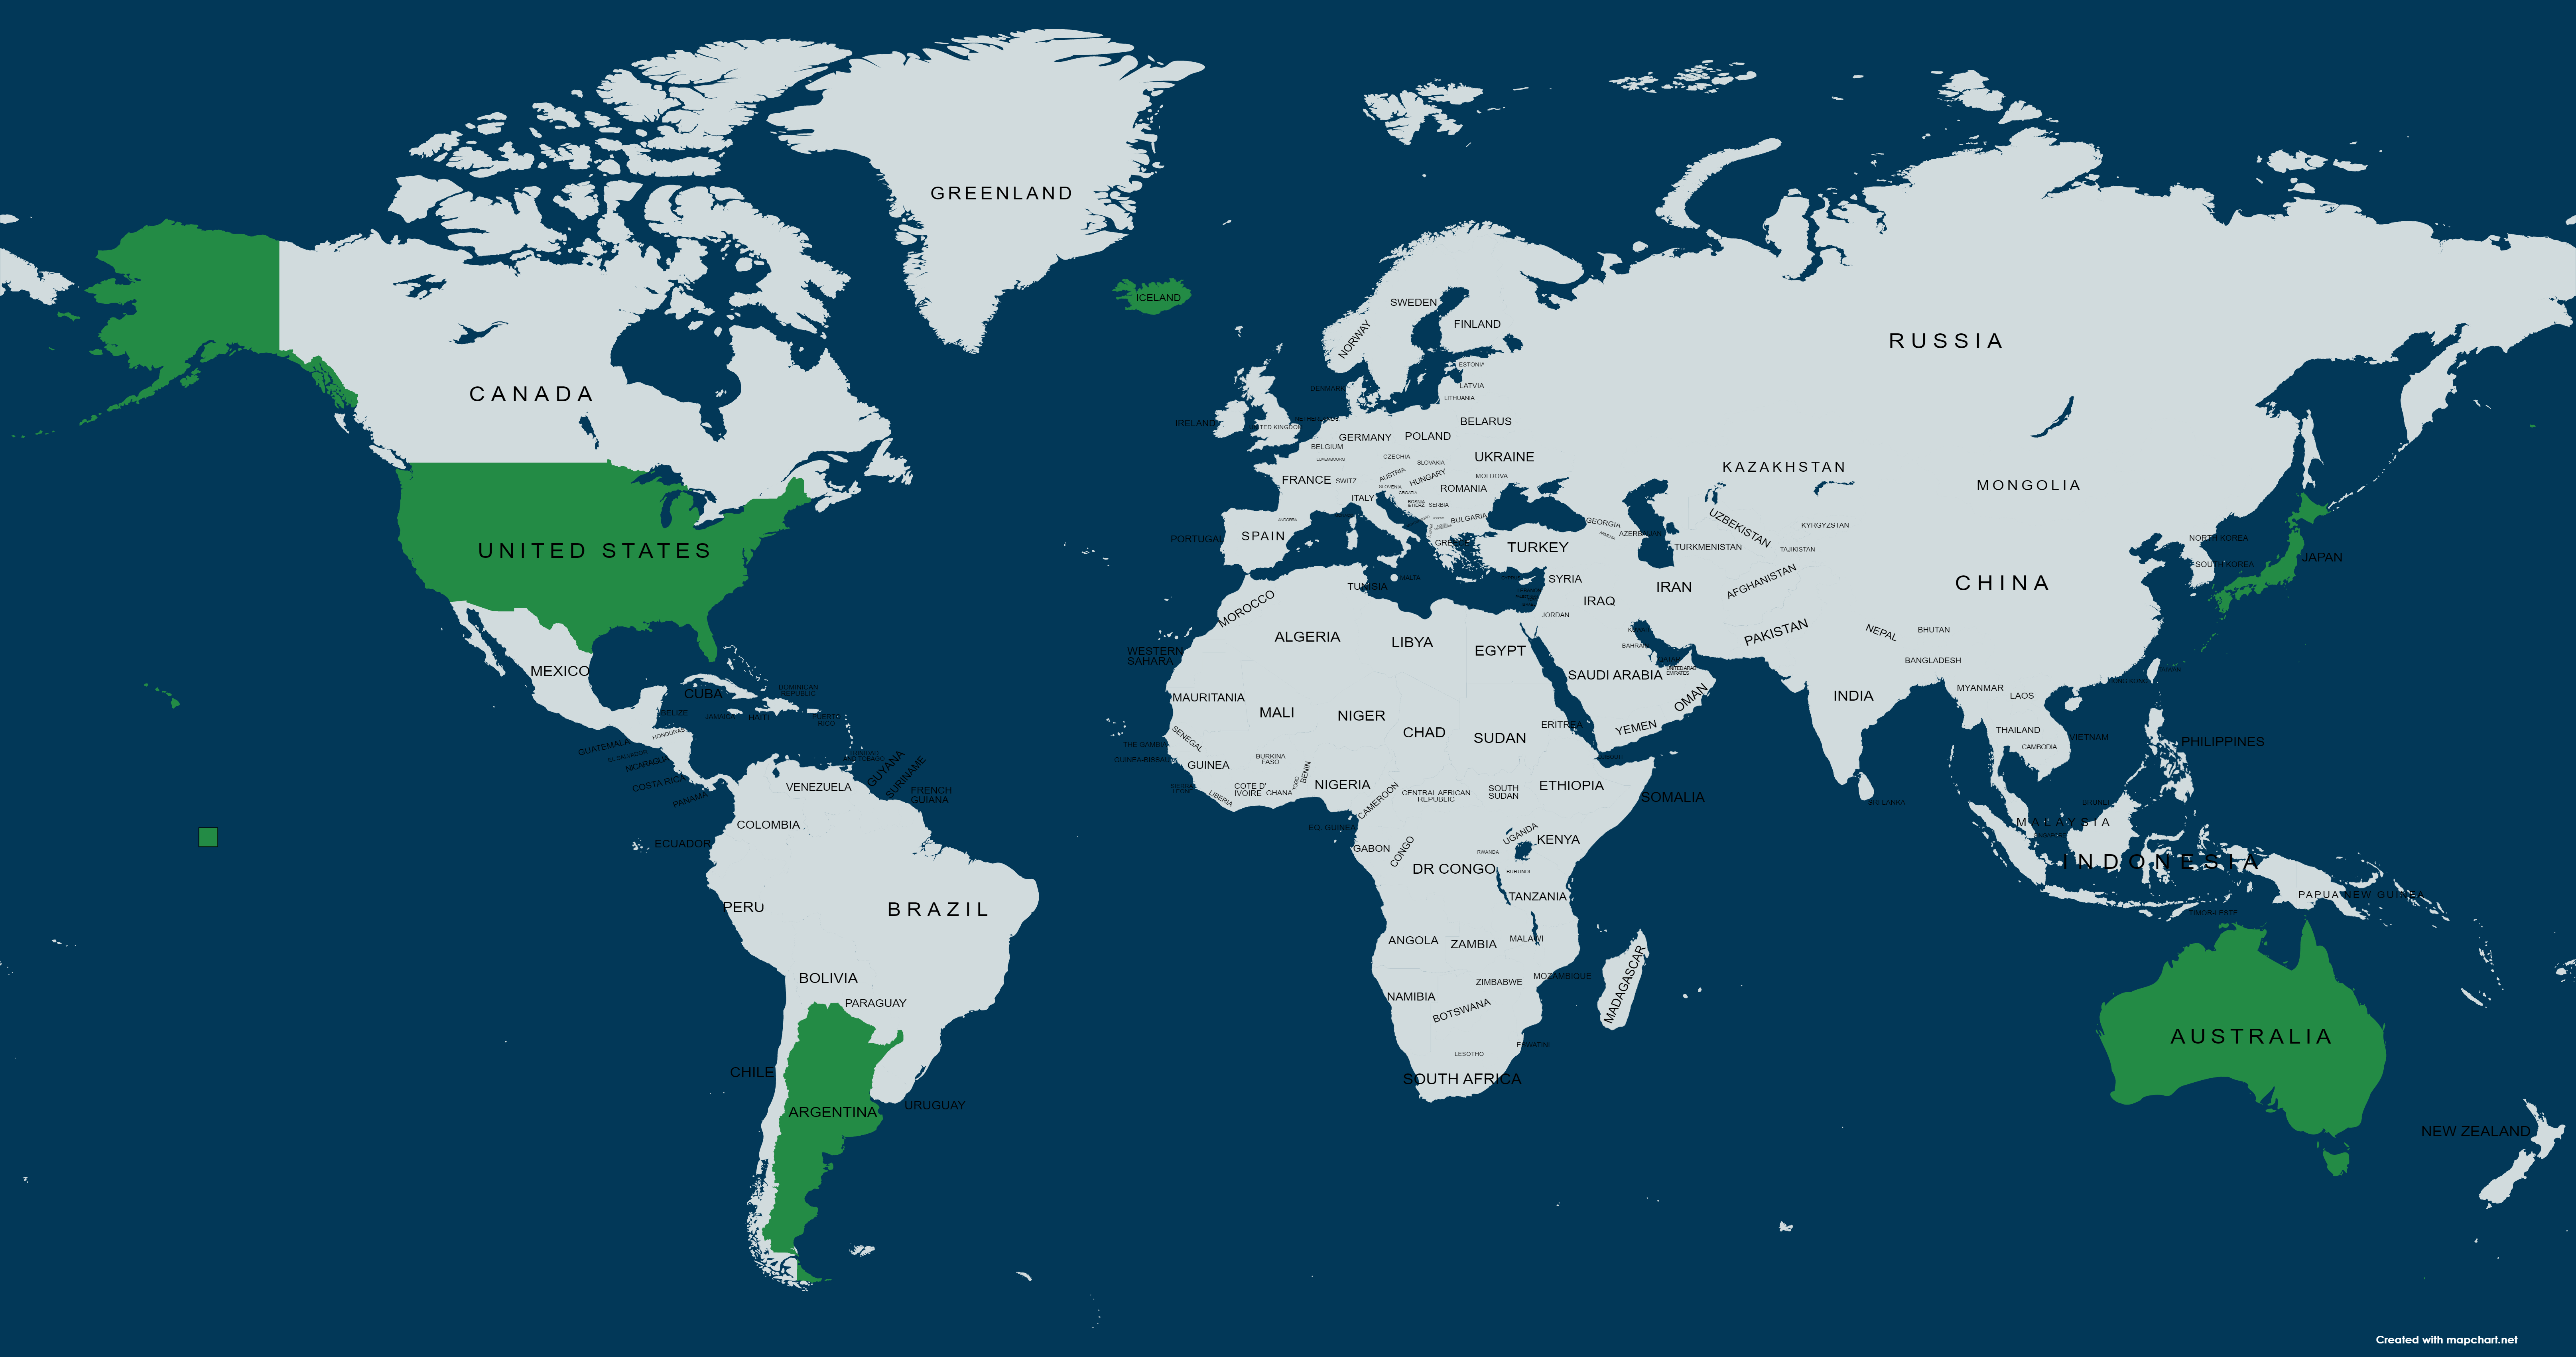 GREENLAND
ICELAND
CANADA
UNITED STATES
MEXICO
CUBA
DOMINICAN
REPUBLIC
BELIZE
JAMAICA
HAITI
PUERTO
RICO
HONDURAS
GUATEMALA
EL SALVADOR
NICARAGUA
COSTA RICA
PANAMA
TRINIDAD
AND TOBAGO
VENEZUELA
GUYANA
SURINAME
FRENCH
GUIANA
COLOMBIA
ECUADOR
PERU
BRAZIL
BOLIVIA
PARAGUAY
CHILE
ARGENTINA
URUGUAY
SWEDEN
NORWAY
FINLAND
ESTONIA
LATVIA
LITHUANIA
DENMARK
IRELAND
UNITED KINGDOM
NETHERLANDS
BELARUS
GERMANY
POLAND
BELGIUM
LUXEMBOURG
CZECHIA
SLOVAKIA
UKRAINE
FRANCE
SWITZ.
AUSTRIA
HUNGARY
MOLDOVA
SLOVENIA
CROATIA
ROMANIA
ITALY
BOSNIA
& HERZ.
SERBIA
BULGARIA
ANDORRA
PORTUGAL
SPAIN
GREECE
TURKEY
GEORGIA
ARMENIA
AZERBAIJAN
MALTA
CYPRUS
LEBANON
SYRIA
IRAQ
IRAN
JORDAN
KUWAIT
BAHRAIN
QATAR
UNITED ARAB
EMIRATES
SAUDI ARABIA
OMAN
YEMEN
RUSSIA
KAZAKHSTAN
MONGOLIA
UZBEKISTAN
KYRGYZSTAN
TURKMENISTAN
TAJIKISTAN
AFGHANISTAN
PAKISTAN
NEPAL
BHUTAN
BANGLADESH
INDIA
SRI LANKA
CHINA
NORTH KOREA
SOUTH KOREA
JAPAN
TAIWAN
HONG KONG
MYANMAR
LAOS
THAILAND
VIETNAM
CAMBODIA
PHILIPPINES
BRUNEI
MALAYSIA
SINGAPORE
INDONESIA
PAPUA NEW GUINEA
TIMOR-LESTE
TUNISIA
MOROCCO
ALGERIA
LIBYA
EGYPT
WESTERN
SAHARA
MAURITANIA
MALI
NIGER
CHAD
SUDAN
ERITREA
DJIBOUTI
SENEGAL
THE GAMBIA
GUINEA-BISSAU
GUINEA
SIERRA
LEONE
LIBERIA
COTE D'
IVOIRE
BURKINA
FASO
GHANA
TOGO
BENIN
NIGERIA
CAMEROON
CENTRAL AFRICAN
REPUBLIC
SOUTH
SUDAN
ETHIOPIA
SOMALIA
EQ. GUINEA
GABON
CONGO
DR CONGO
UGANDA
KENYA
RWANDA
BURUNDI
TANZANIA
ANGOLA
ZAMBIA
MALAWI
MOZAMBIQUE
ZIMBABWE
NAMIBIA
BOTSWANA
MADAGASCAR
ESWATINI
LESOTHO
SOUTH AFRICA
AUSTRALIA
NEW ZEALAND
Created with mapchart.net